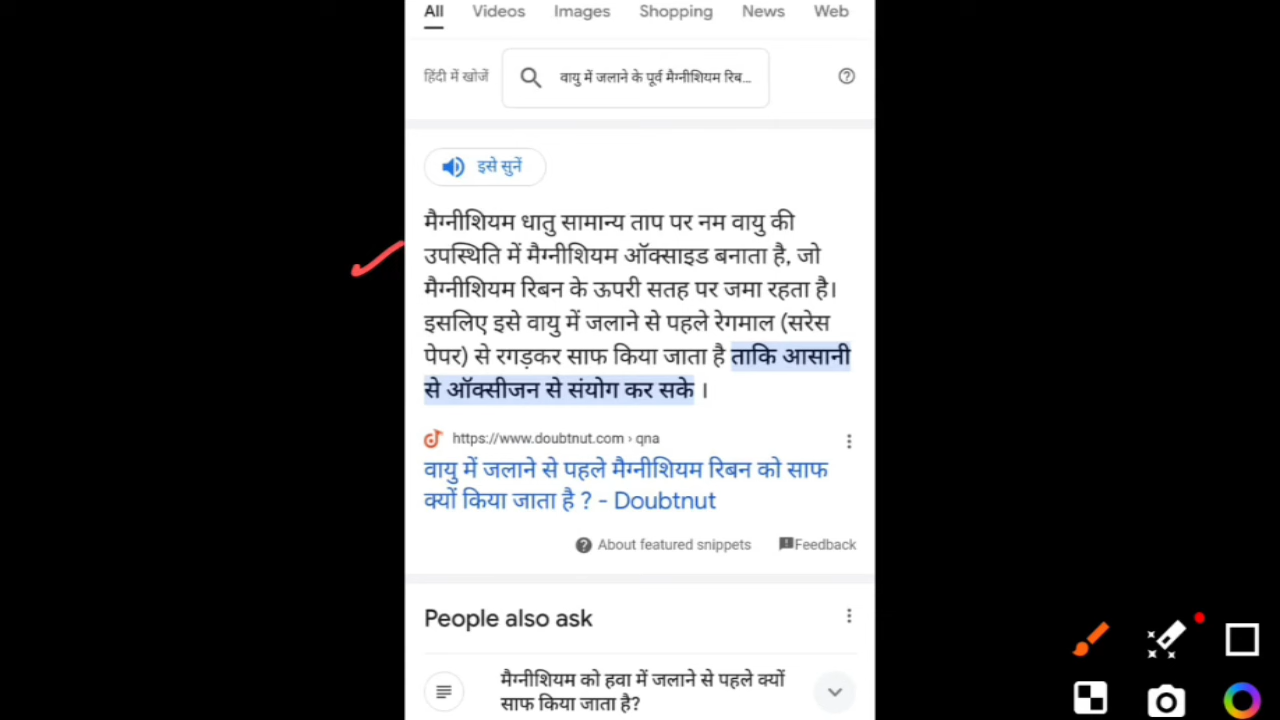 All Videos Images Shopping News Web
हिंदी में खोजें वायु में जलाने के पूर्व मैग्नीशियम रिब...
इसे सुनें
मैग्नीशियम धातु सामान्य ताप पर नम वायु की
उपस्थिति में मैग्नीशियम ऑक्साइड बनाता है, जो
मैग्नीशियम रिबन के ऊपरी सतह पर जमा रहता है।
इसलिए इसे वायु में जलाने से पहले रेगमाल (सरेस
पेपर) से रगड़कर साफ किया जाता है ताकि आसानी
से ऑक्सीजन से संयोग कर सके ।
https://www.doubtnut.com › qna
वायु में जलाने से पहले मैग्नीशियम रिबन को साफ
क्यों किया जाता है ? - Doubtnut
About featured snippets Feedback
People also ask
मैग्नीशियम को हवा में जलाने से पहले क्यों
साफ किया जाता है?